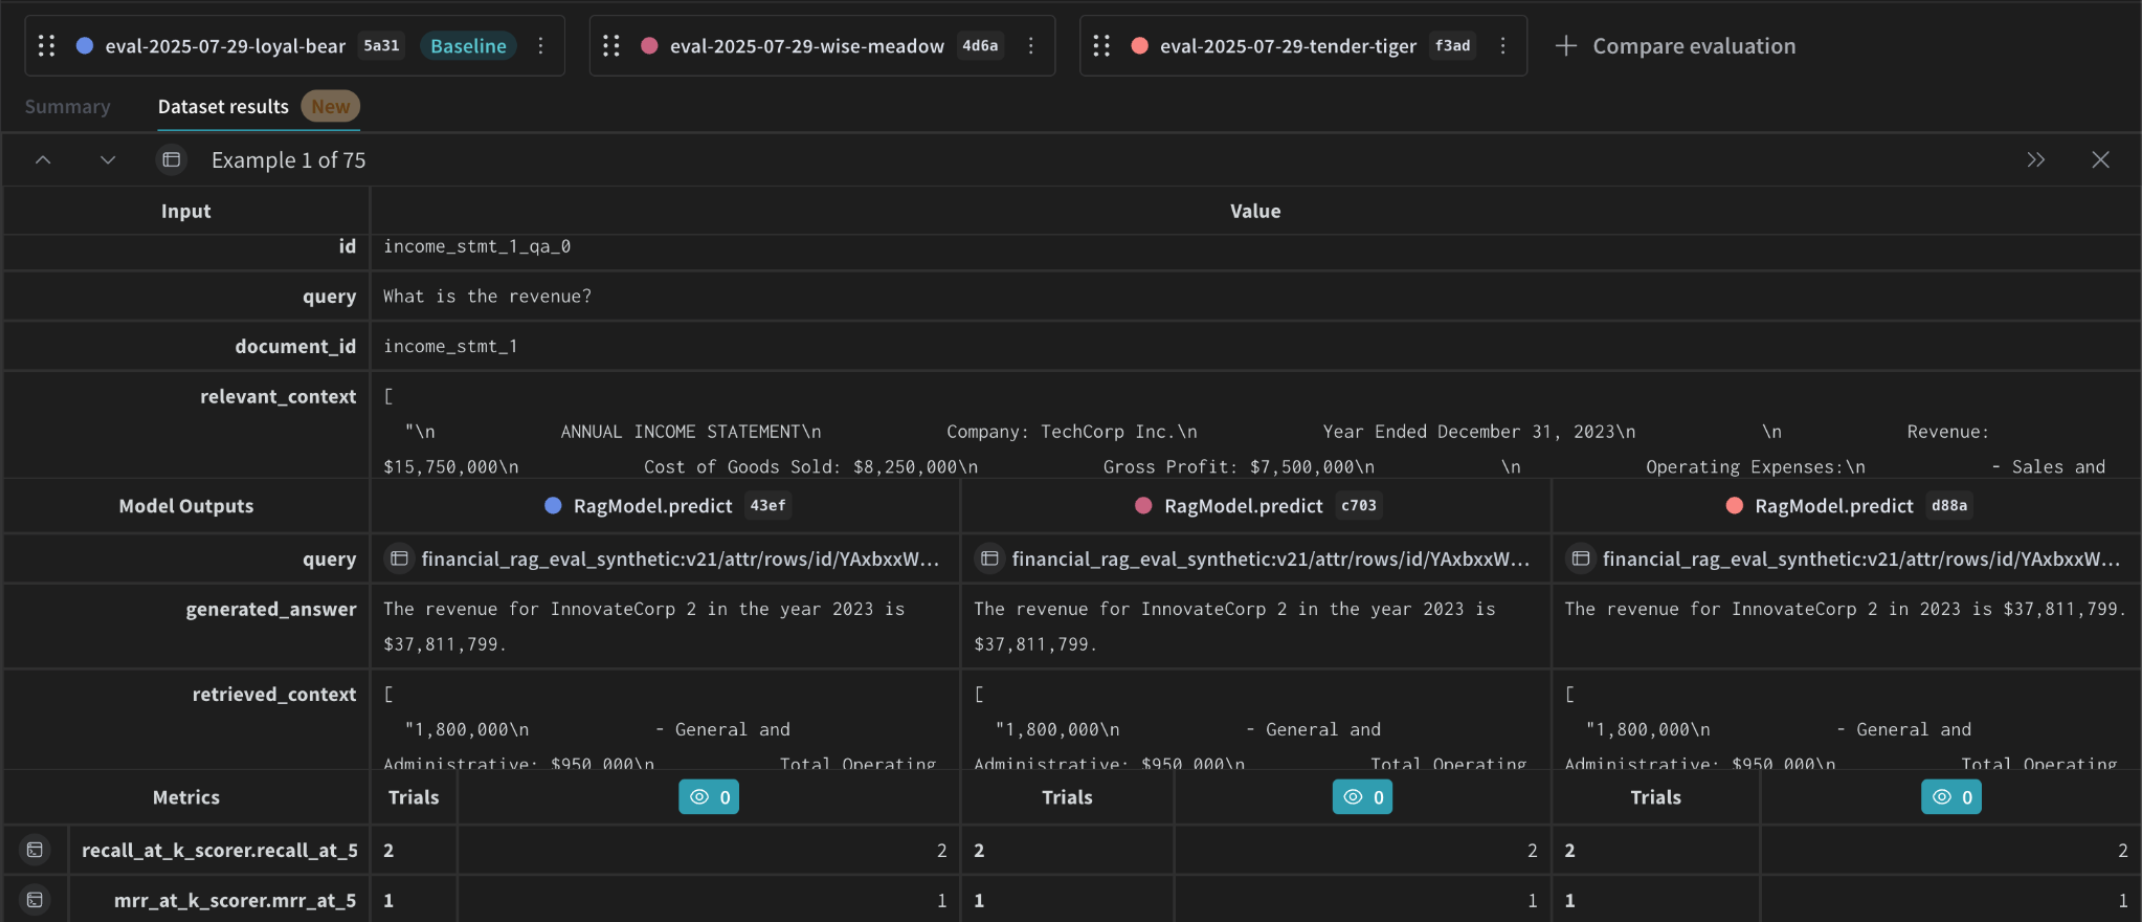 eval-2025-07-29-loyal-bear 5a31 Baseline eval-2025-07-29-wise-meadow 4d6a eval-2025-07-29-tender-tiger f3ad Compare evaluation
Summary Dataset results New
Example 1 of 75
Input Value
id income_stmt_1_qa_0
query What is the revenue?
document_id income_stmt_1
relevant_context [
"\n ANNUAL INCOME STATEMENT\n Company: TechCorp Inc.\n Year Ended December 31, 2023\n \n Revenue:
$15,750,000\n Cost of Goods Sold: $8,250,000\n Gross Profit: $7,500,000\n \n Operating Expenses:\n - Sales and
Model Outputs RagModel.predict 43ef RagModel.predict c703 RagModel.predict d88a
query financial_rag_eval_synthetic:v21/attr/rows/id/YAxbxxW... financial_rag_eval_synthetic:v21/attr/rows/id/YAxbxxW... financial_rag_eval_synthetic:v21/attr/rows/id/YAxbxxW...
generated_answer The revenue for InnovateCorp 2 in the year 2023 is The revenue for InnovateCorp 2 in the year 2023 is The revenue for InnovateCorp 2 in 2023 is $37,811,799.
$37,811,799. $37,811,799.
retrieved_context [ [ [
"1,800,000\n - General and "1,800,000\n - General and "1,800,000\n - General and
Administrative: $950,000\n Total Operating Administrative: $950,000\n Total Operating Administrative: $950,000\n Total Operating
Metrics Trials 0 Trials 0 Trials 0
recall_at_k_scorer.recall_at_5 2 2 2 2 2 2
mrr_at_k_scorer.mrr_at_5 1 1 1 1 1 1